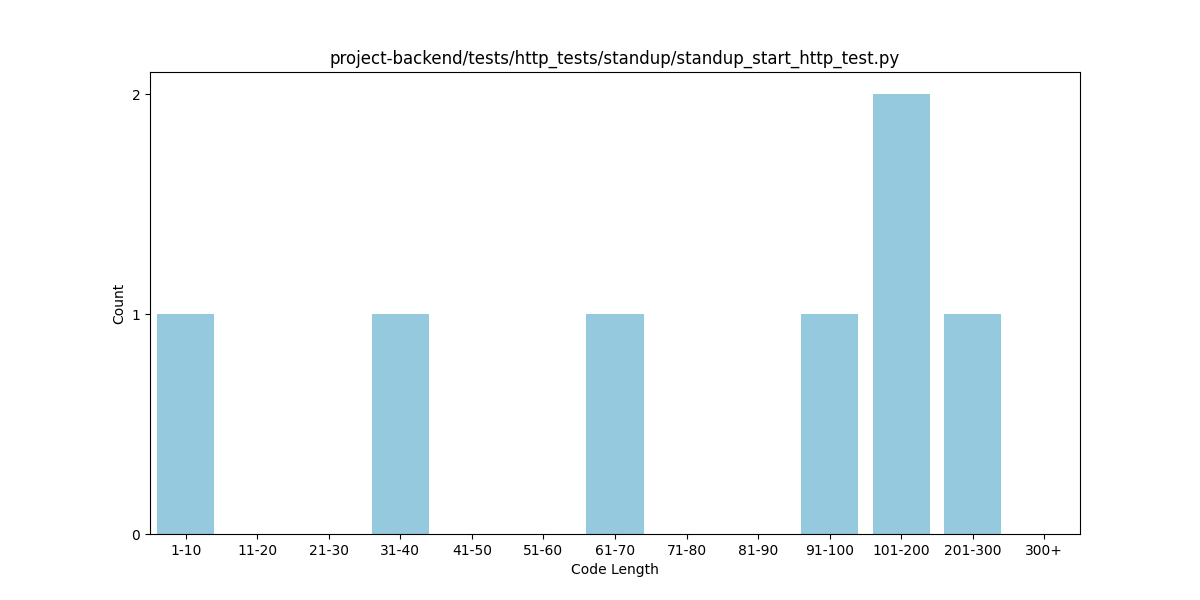 project-backend/tests/http_tests/standup/standup_start_http_test.py
Count
2
1
0
1-10 11-20 21-30 31-40 41-50 51-60 61-70 71-80 81-90 91-100 101-200 201-300 300+
Code Length